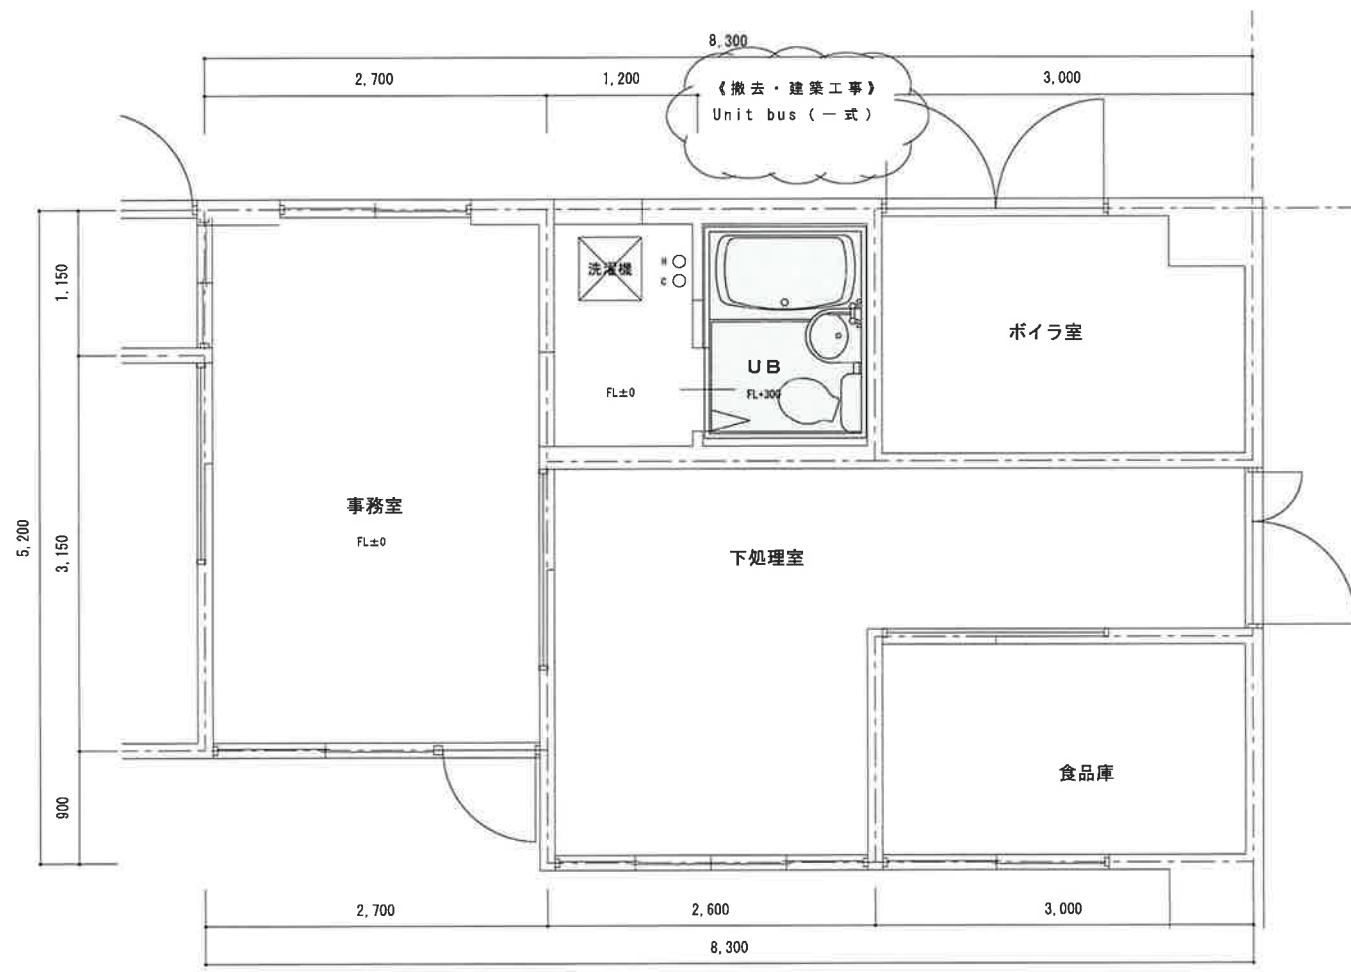 8,300
2,700
1,200
3,000
《撤去・建築工事》
Unit bus (一式)
1,150
洗濯機
H
C
ボイラ室
UB
FL±0
FL+300
事務室
FL±0
5,200
3,150
下処理室
食品庫
900
2,700
2,600
3,000
8,300